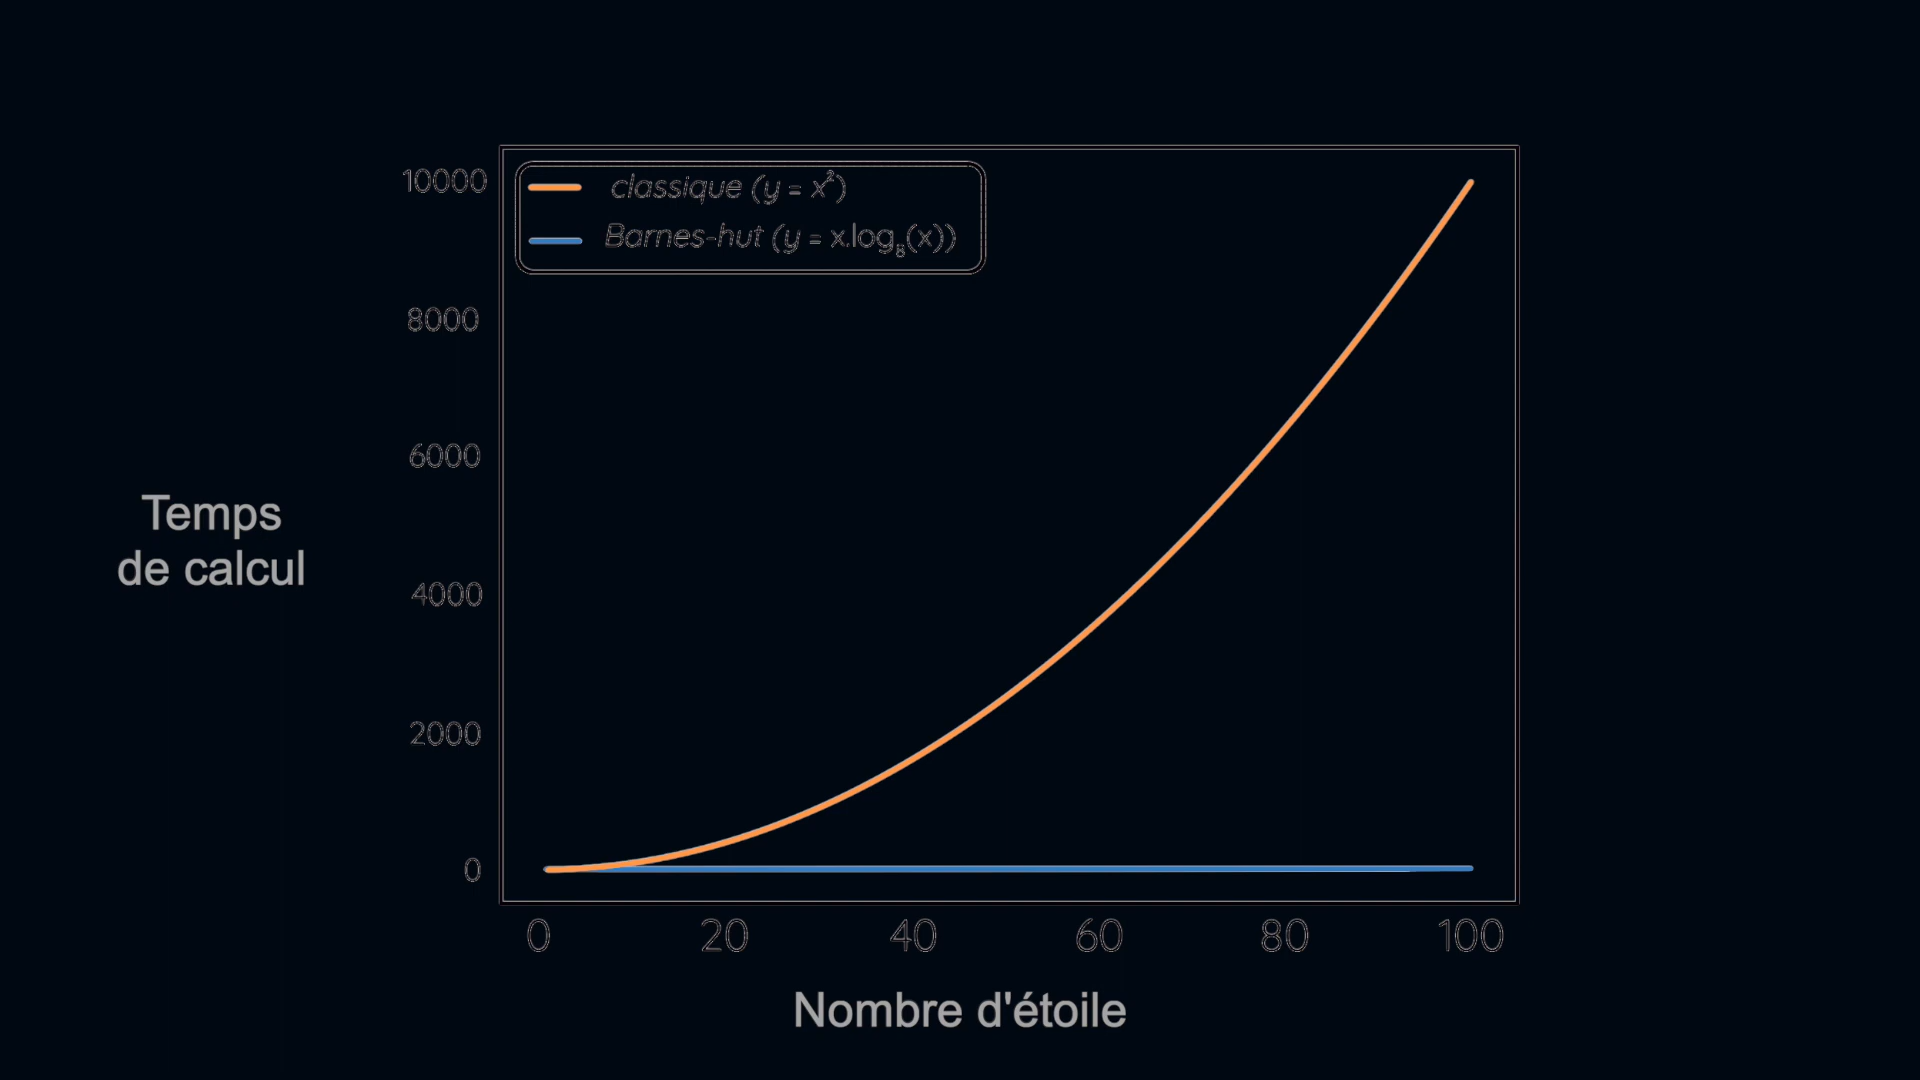 10000
classique (y = x²)
Barnes-hut (y = x.log₈(x))
8000
6000
Temps
de calcul
4000
2000
0
0 20 40 60 80 100
Nombre d'étoile